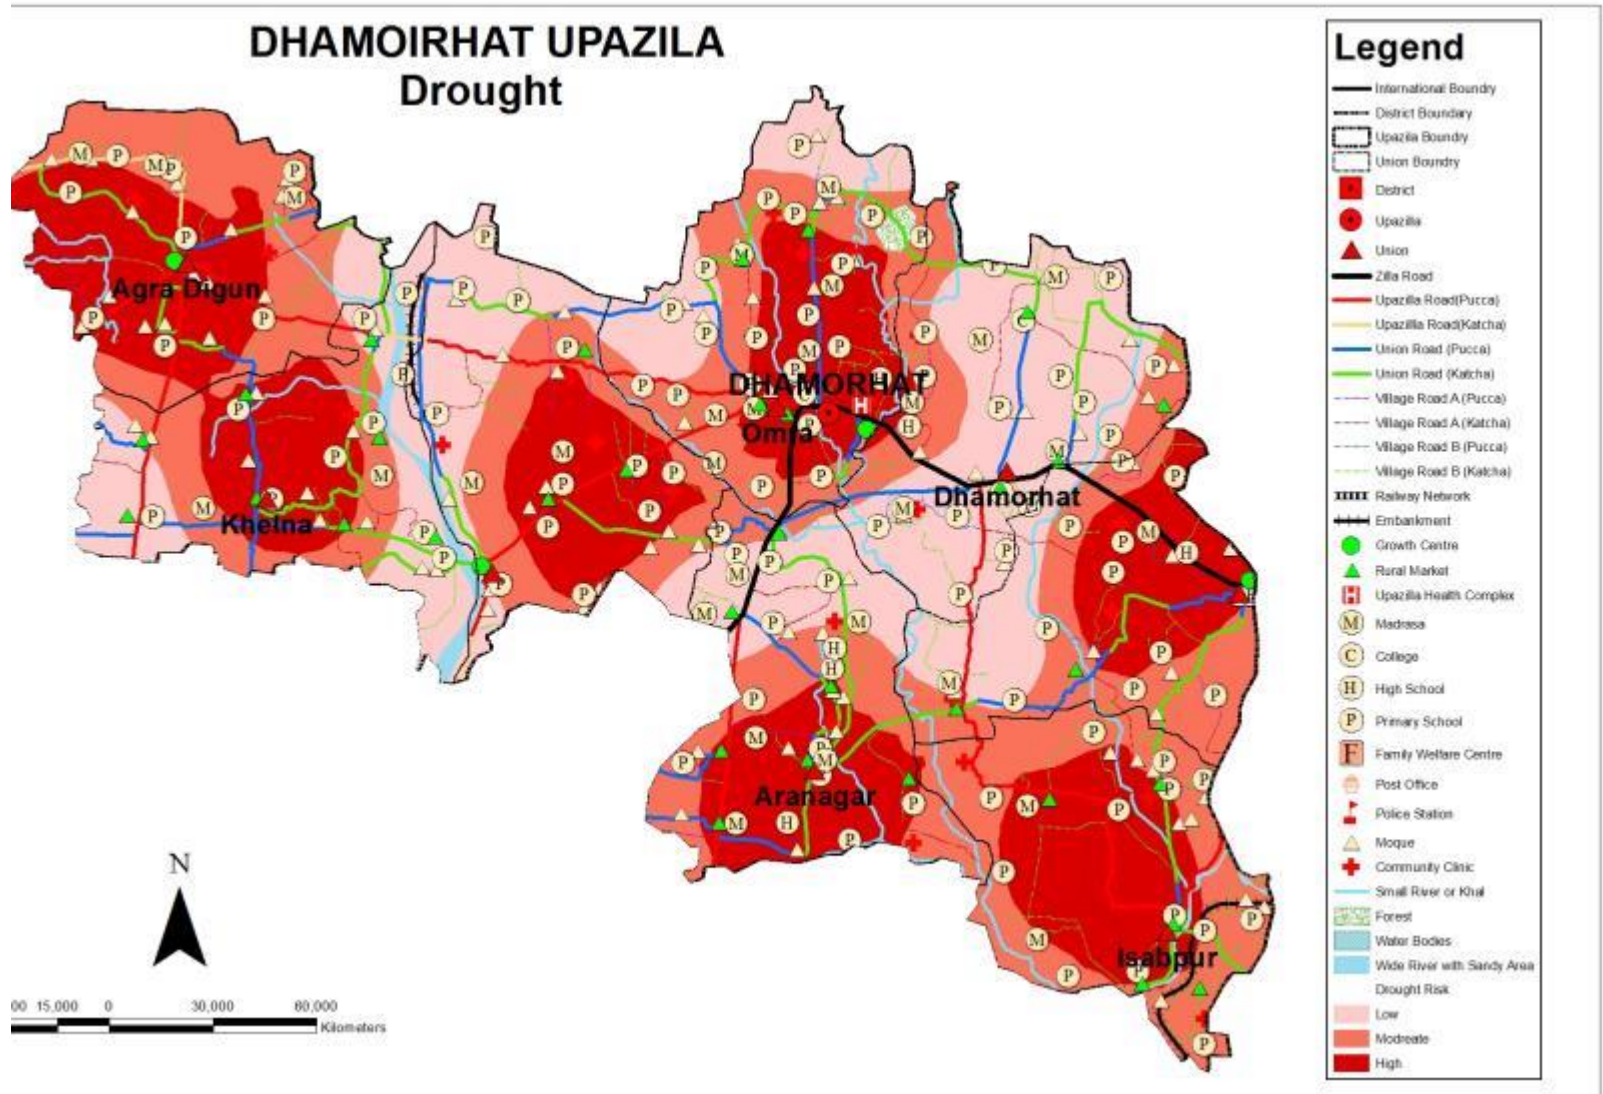 DHAMOIRHAT UPAZILA
Drought
Agra Digun
Khelna
DHAMORHAT
Omra
Dhamorhat
Aranagar
Isabpur
N
00 15,000 0 30,000 60,000
Kilometers
Legend
International Boundry
District Boundary
Upazila Boundry
Union Boundry
District
Upazilla
Union
Zilla Road
Upazilla Road(Pucca)
Upazillla Road(Katcha)
Union Road (Pucca)
Union Road (Katcha)
Village Road A (Pucca)
Village Road A (Katcha)
Village Road B (Pucca)
Village Road B (Katcha)
Railway Network
Embankment
Growth Centre
Rural Market
H Upazilla Health Complex
M Madrasa
C College
H High School
P Primary School
F Family Welfare Centre
Post Office
Police Station
Moque
Community Clinic
Small River or Khal
Forest
Water Bodies
Wide River with Sandy Area
Drought Risk
Low
Modreate
High